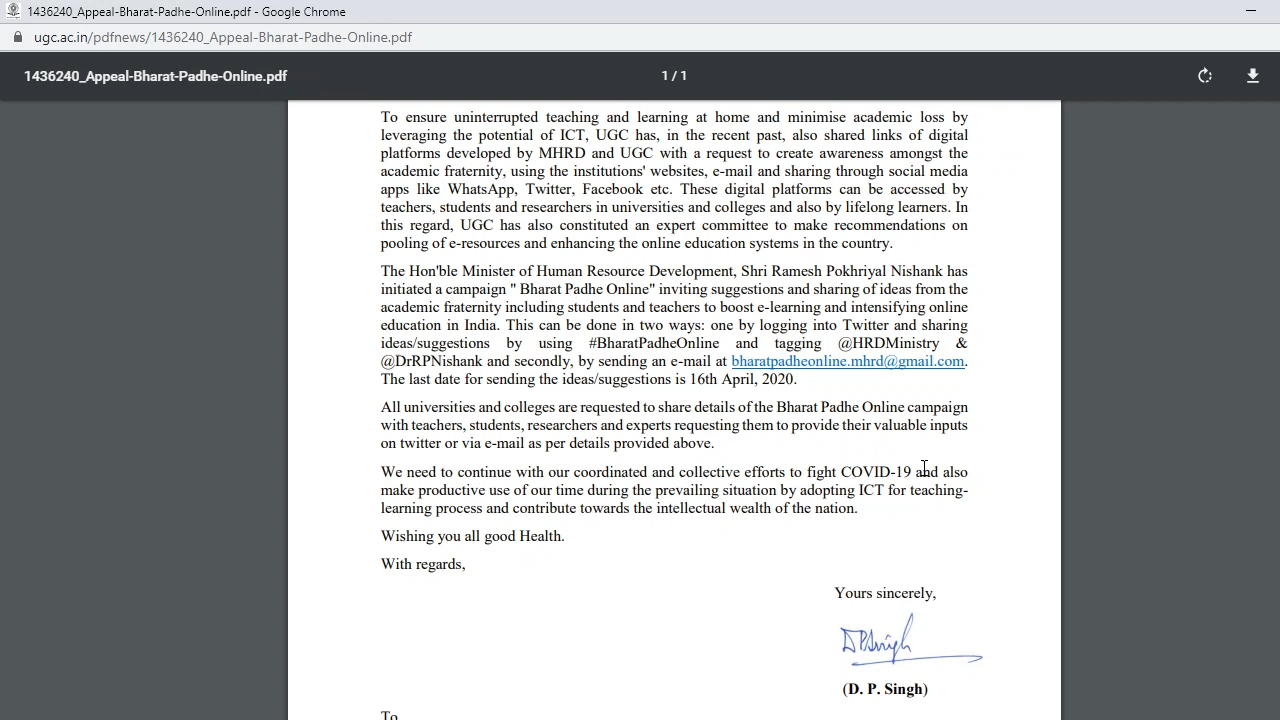 1436240_Appeal-Bharat-Padhe-Online.pdf - Google Chrome
ugc.ac.in/pdfnews/1436240_Appeal-Bharat-Padhe-Online.pdf
1436240_Appeal-Bharat-Padhe-Online.pdf 1 / 1
To ensure uninterrupted teaching and learning at home and minimise academic loss by
leveraging the potential of ICT, UGC has, in the recent past, also shared links of digital
platforms developed by MHRD and UGC with a request to create awareness amongst the
academic fraternity, using the institutions' websites, e-mail and sharing through social media
apps like WhatsApp, Twitter, Facebook etc. These digital platforms can be accessed by
teachers, students and researchers in universities and colleges and also by lifelong learners. In
this regard, UGC has also constituted an expert committee to make recommendations on
pooling of e-resources and enhancing the online education systems in the country.
The Hon'ble Minister of Human Resource Development, Shri Ramesh Pokhriyal Nishank has
initiated a campaign " Bharat Padhe Online" inviting suggestions and sharing of ideas from the
academic fraternity including students and teachers to boost e-learning and intensifying online
education in India. This can be done in two ways: one by logging into Twitter and sharing
ideas/suggestions by using #BharatPadheOnline and tagging @HRDMinistry &
@DrRPNishank and secondly, by sending an e-mail at bharatpadheonline.mhrd@gmail.com.
The last date for sending the ideas/suggestions is 16th April, 2020.
All universities and colleges are requested to share details of the Bharat Padhe Online campaign
with teachers, students, researchers and experts requesting them to provide their valuable inputs
on twitter or via e-mail as per details provided above.
We need to continue with our coordinated and collective efforts to fight COVID-19 and also
make productive use of our time during the prevailing situation by adopting ICT for teaching-
learning process and contribute towards the intellectual wealth of the nation.
Wishing you all good Health.
With regards,
Yours sincerely,
DPSingh
(D. P. Singh)
To